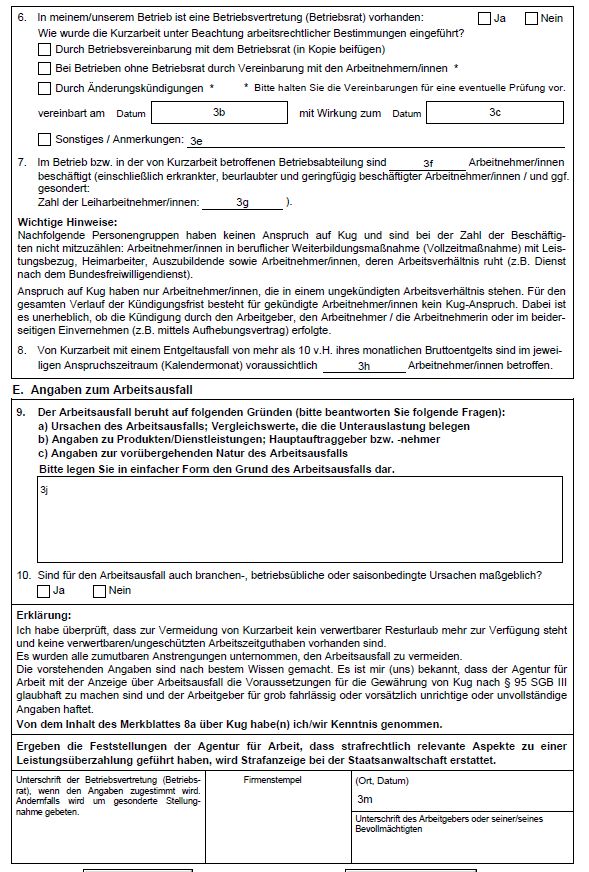 6. In meinem/unserem Betrieb ist eine Betriebsvertretung (Betriebsrat) vorhanden: Ja Nein
Wie wurde die Kurzarbeit unter Beachtung arbeitsrechtlicher Bestimmungen eingeführt?
Durch Betriebsvereinbarung mit dem Betriebsrat (in Kopie beifügen)
Bei Betrieben ohne Betriebsrat durch Vereinbarung mit den Arbeitnehmern/innen *
Durch Änderungskündigungen * * Bitte halten Sie die Vereinbarungen für eine eventuelle Prüfung vor.
vereinbart am Datum 3b mit Wirkung zum Datum 3c
Sonstiges / Anmerkungen: 3e
7. Im Betrieb bzw. in der von Kurzarbeit betroffenen Betriebsabteilung sind 3f Arbeitnehmer/innen
beschäftigt (einschließlich erkrankter, beurlaubter und geringfügig beschäftigter Arbeitnehmer/innen / und ggf.
gesondert:
Zahl der Leiharbeitnehmer/innen: 3g ).
Wichtige Hinweise:
Nachfolgende Personengruppen haben keinen Anspruch auf Kug und sind bei der Zahl der Beschäftig-
ten nicht mitzuzählen: Arbeitnehmer/innen in beruflicher Weiterbildungsmaßnahme (Vollzeitmaßnahme) mit Leis-
tungsbezug, Heimarbeiter, Auszubildende sowie Arbeitnehmer/innen, deren Arbeitsverhältnis ruht (z.B. Dienst
nach dem Bundesfreiwilligendienst).
Anspruch auf Kug haben nur Arbeitnehmer/innen, die in einem ungekündigten Arbeitsverhältnis stehen. Für den
gesamten Verlauf der Kündigungsfrist besteht für gekündigte Arbeitnehmer/innen kein Kug-Anspruch. Dabei ist
es unerheblich, ob die Kündigung durch den Arbeitgeber, den Arbeitnehmer / die Arbeitnehmerin oder im beider-
seitigen Einvernehmen (z.B. mittels Aufhebungsvertrag) erfolgte.
8. Von Kurzarbeit mit einem Entgeltausfall von mehr als 10 v.H. ihres monatlichen Bruttoentgelts sind im jewei-
ligen Anspruchszeitraum (Kalendermonat) voraussichtlich 3h Arbeitnehmer/innen betroffen.
E. Angaben zum Arbeitsausfall
9. Der Arbeitsausfall beruht auf folgenden Gründen (bitte beantworten Sie folgende Fragen):
a) Ursachen des Arbeitsausfalls; Vergleichswerte, die die Unterauslastung belegen
b) Angaben zu Produkten/Dienstleistungen; Hauptauftraggeber bzw. -nehmer
c) Angaben zur vorübergehenden Natur des Arbeitsausfalls
Bitte legen Sie in einfacher Form den Grund des Arbeitsausfalls dar.
3j
10. Sind für den Arbeitsausfall auch branchen-, betriebsübliche oder saisonbedingte Ursachen maßgeblich?
Ja Nein
Erklärung:
Ich habe überprüft, dass zur Vermeidung von Kurzarbeit kein verwertbarer Resturlaub mehr zur Verfügung steht
und keine verwertbaren/ungeschützten Arbeitszeitguthaben vorhanden sind.
Es wurden alle zumutbaren Anstrengungen unternommen, den Arbeitsausfall zu vermeiden.
Die vorstehenden Angaben sind nach bestem Wissen gemacht. Es ist mir (uns) bekannt, dass der Agentur für
Arbeit mit der Anzeige über Arbeitsausfall die Voraussetzungen für die Gewährung von Kug nach § 95 SGB III
glaubhaft zu machen sind und der Arbeitgeber für grob fahrlässig oder vorsätzlich unrichtige oder unvollständige
Angaben haftet.
Von dem Inhalt des Merkblattes 8a über Kug habe(n) ich/wir Kenntnis genommen.
Ergeben die Feststellungen der Agentur für Arbeit, dass strafrechtlich relevante Aspekte zu einer
Leistungsüberzahlung geführt haben, wird Strafanzeige bei der Staatsanwaltschaft erstattet.
Unterschrift der Betriebsvertretung (Betriebs-
rat), wenn den Angaben zugestimmt wird.
Andernfalls wird um gesonderte Stellung-
nahme gebeten.
Firmenstempel
(Ort, Datum)
3m
Unterschrift des Arbeitgebers oder seiner/seines
Bevollmächtigten